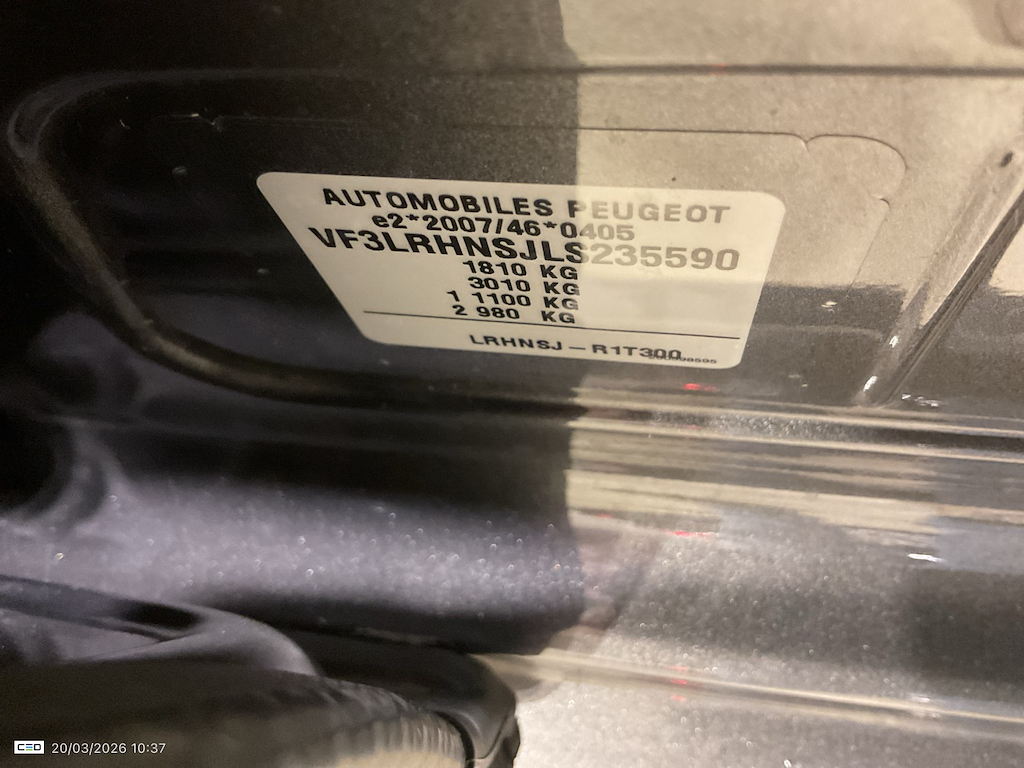 AUTOMOBILES PEUGEOT
e2*2007/46*0405
VF3LRHNSJLS235590
1810 KG
3010 KG
1 1100 KG
2 980 KG
LRHNSJ – R1T300
CEO 20/03/2026 10:37